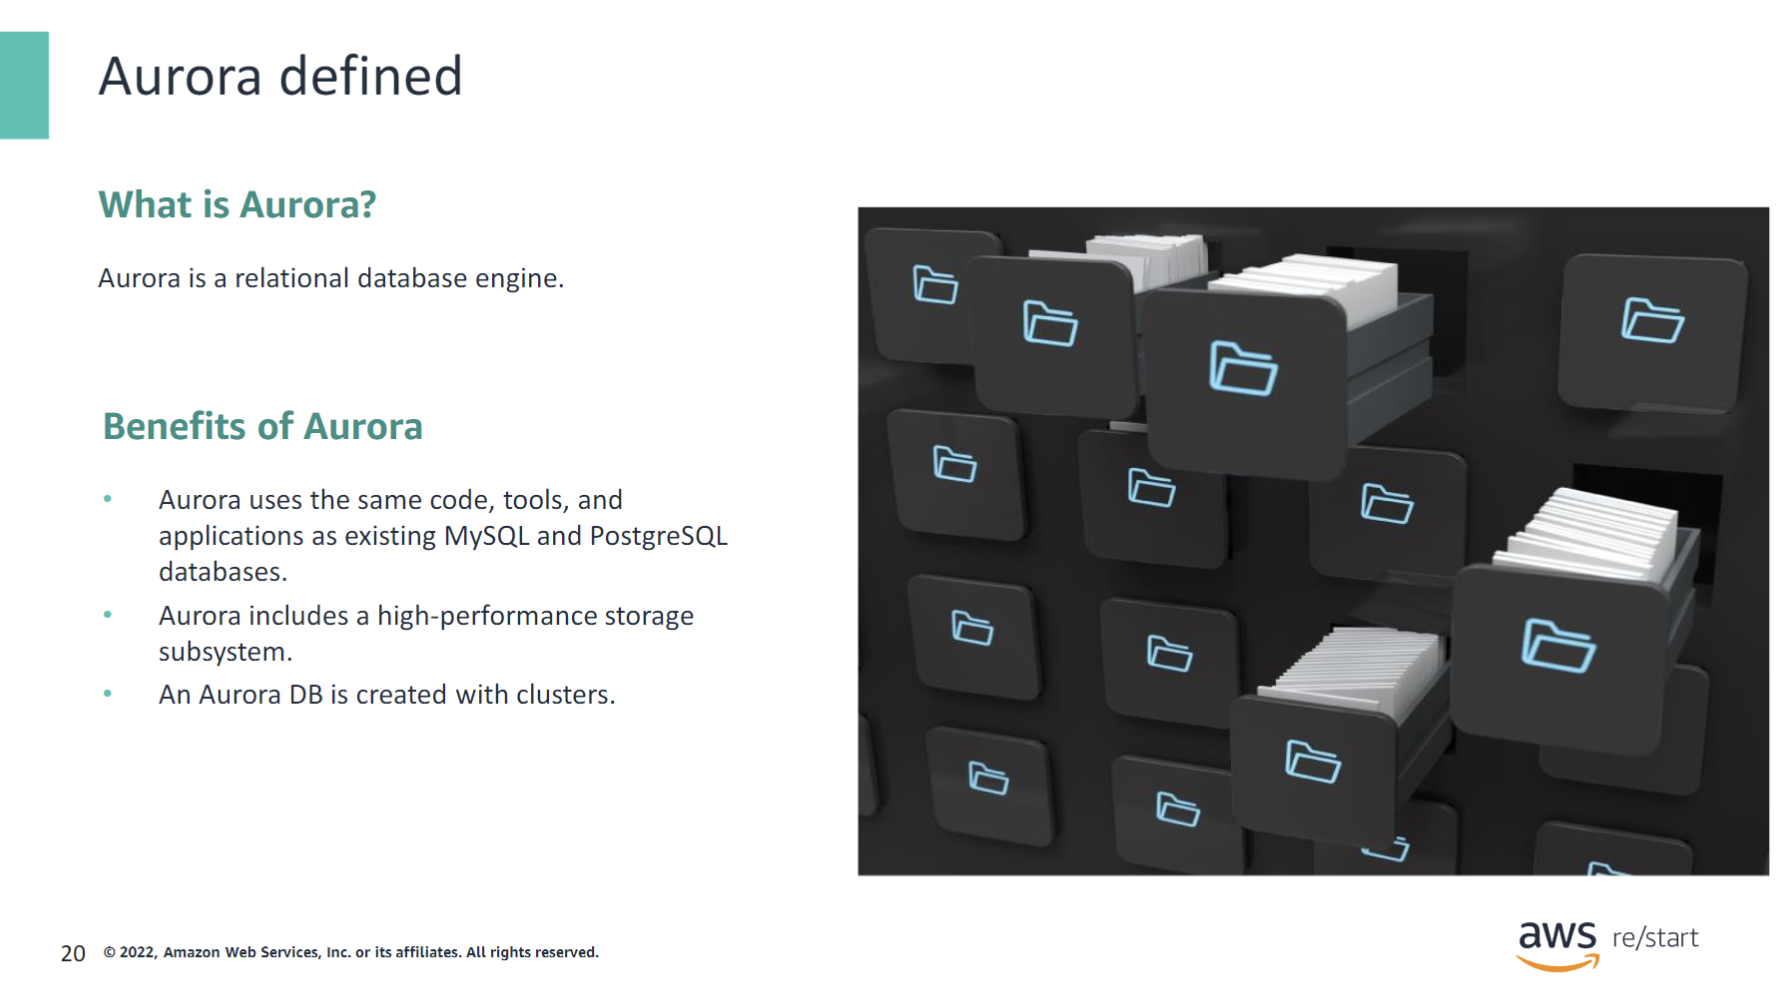 Aurora defined
What is Aurora?
Aurora is a relational database engine.
Benefits of Aurora
• Aurora uses the same code, tools, and
applications as existing MySQL and PostgreSQL
databases.
• Aurora includes a high-performance storage
subsystem.
• An Aurora DB is created with clusters.
20 © 2022, Amazon Web Services, Inc. or its affiliates. All rights reserved.
aws re/start